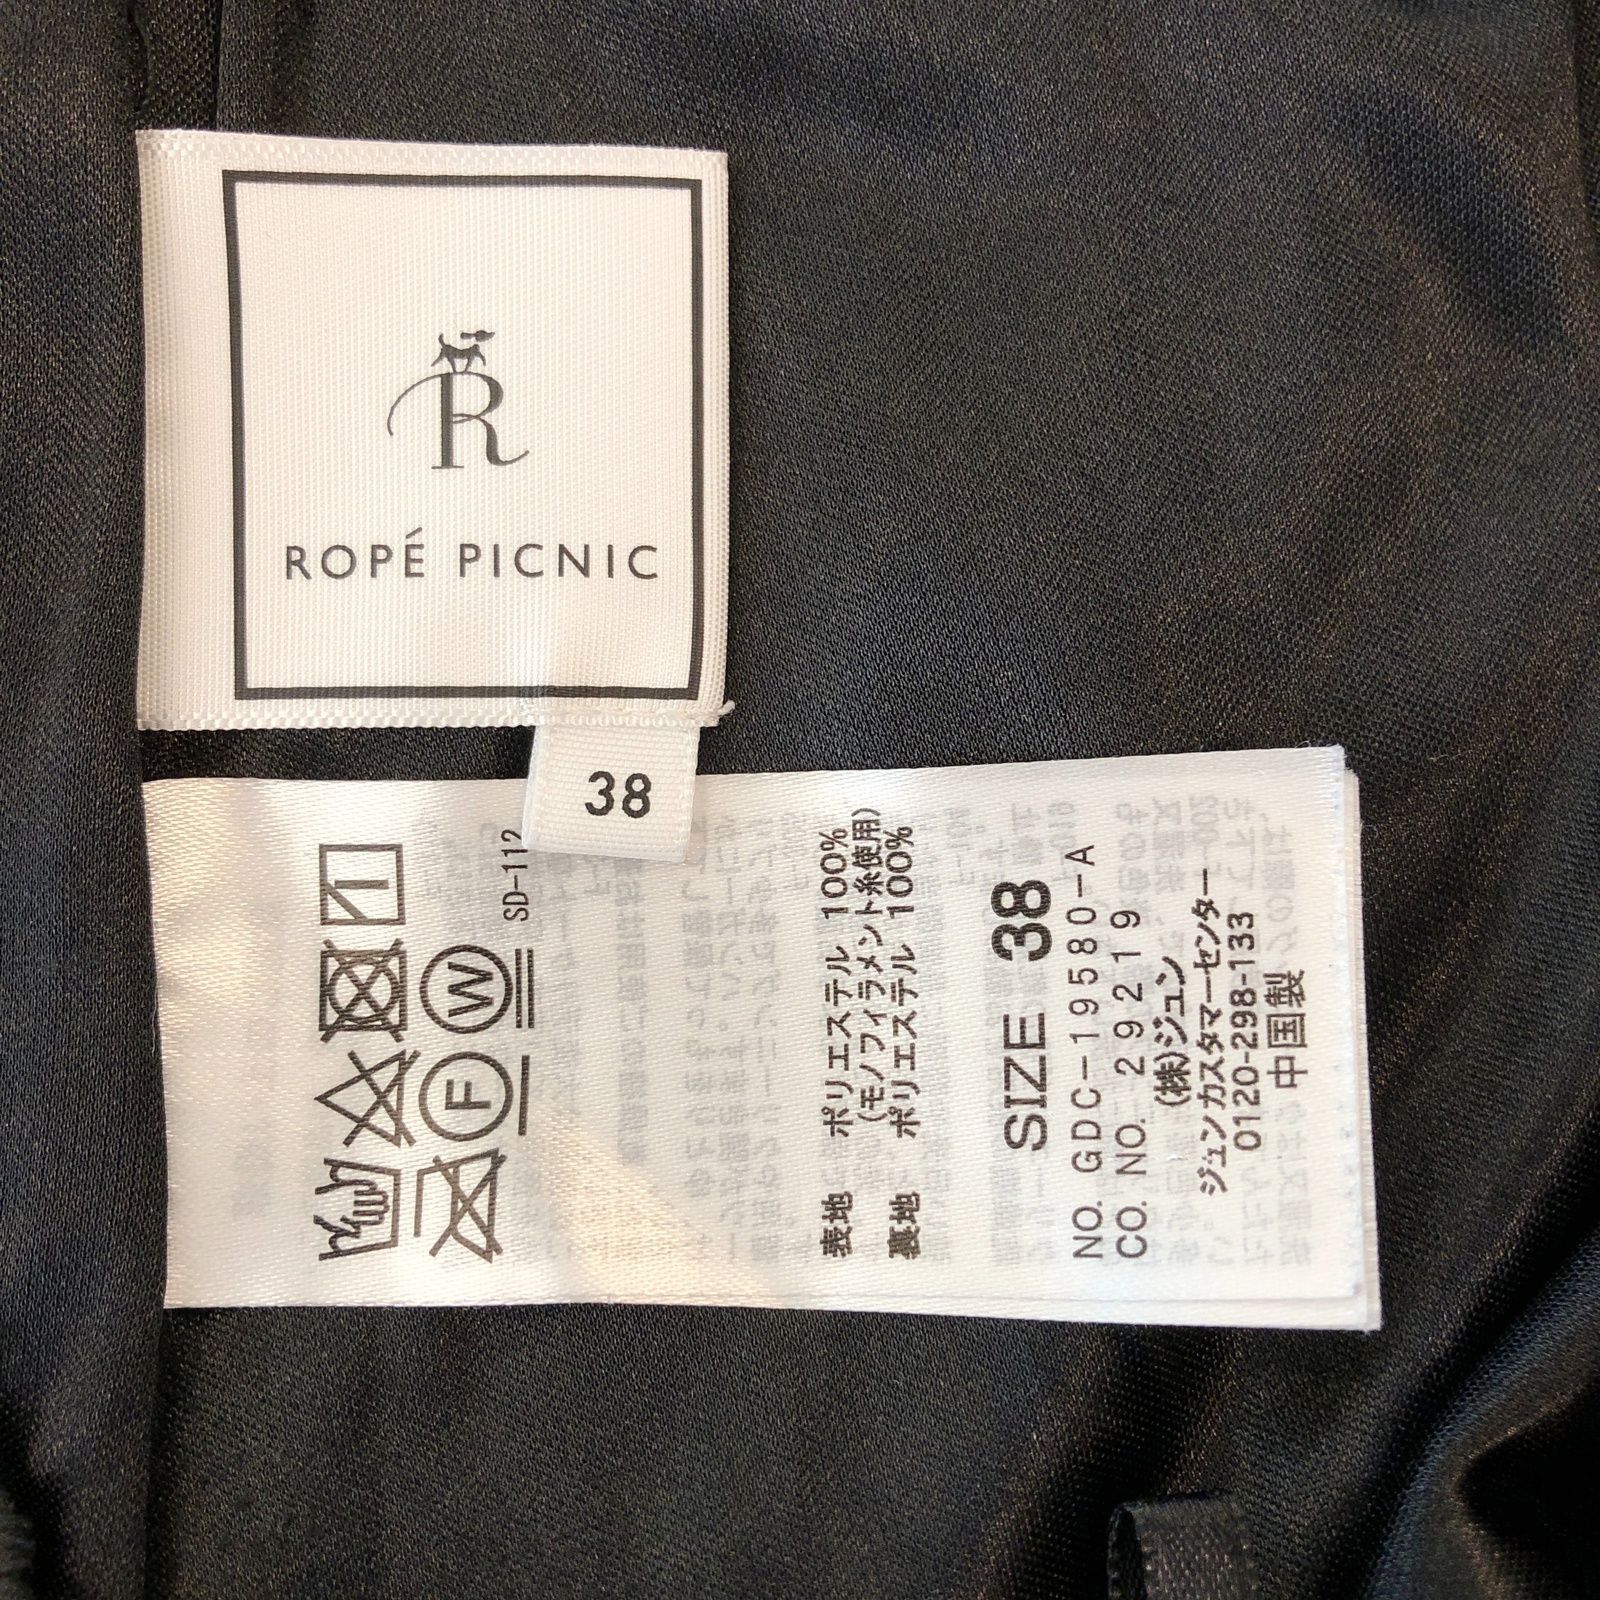 R
ROPÉ PICNIC
38
SD-112
表地 ポリエステル 100%
(モノフィラメント糸使用)
裏地 ポリエステル 100%
SIZE 38
NO. GDC-19580-A
CO. NO. 29219
(株)ジュン
ジュンカスタマーセンター
0120-298-133
中国製